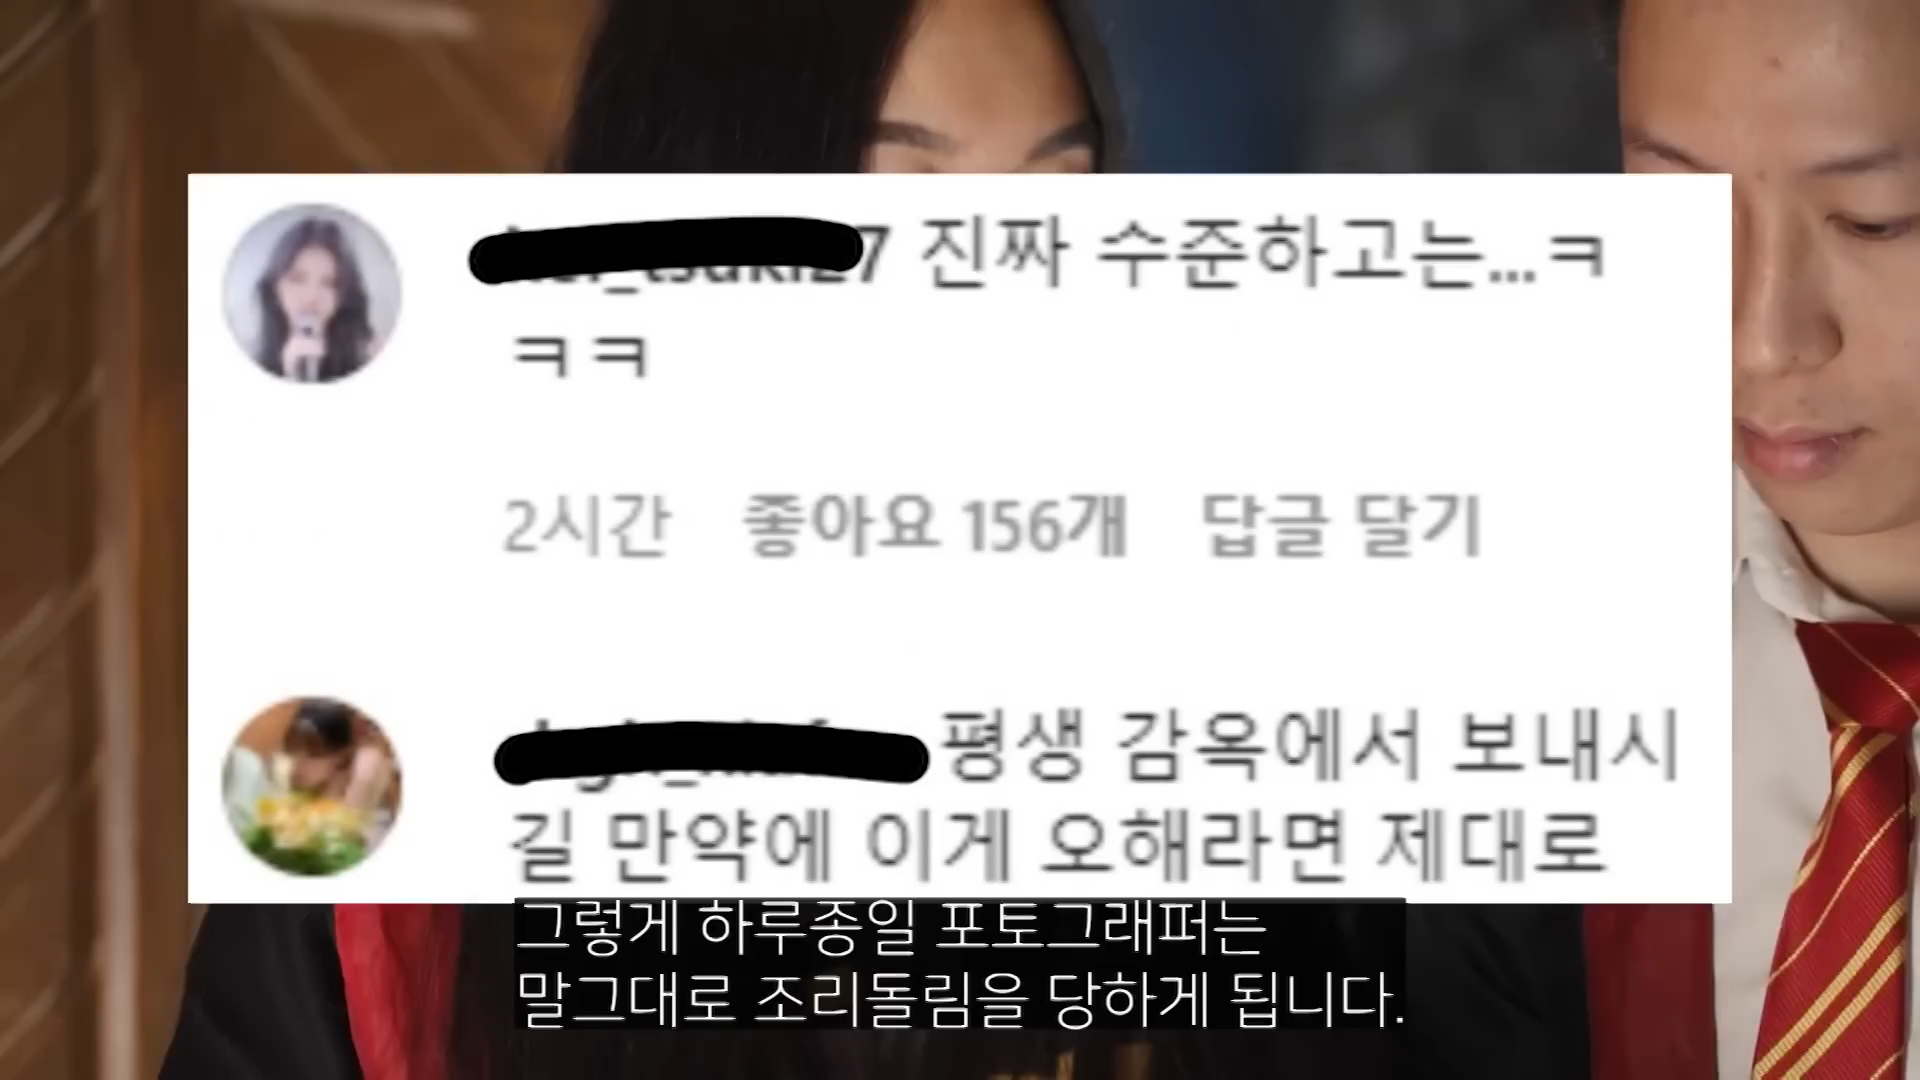 진짜 수준하고는...ㅋ
ㅋㅋ
2시간 좋아요 156개 답글 달기
평생 감옥에서 보내시
길 만약에 이게 오해라면 제대로
그렇게 하루종일 포토그래퍼는
말그대로 조리돌림을 당하게 됩니다.